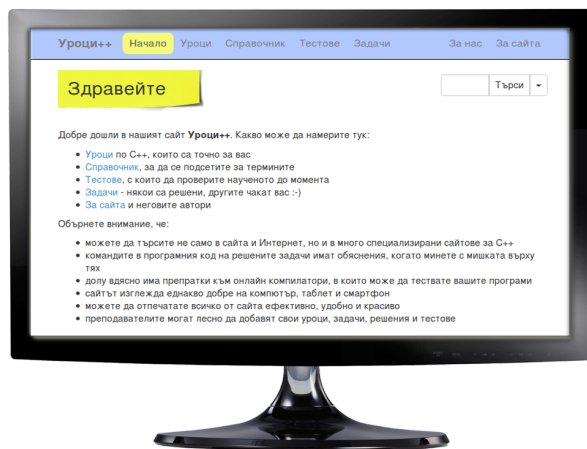 Уроци++ Начало Уроци Справочник Тестове Задачи За нас За сайта
Здравейте
Търси
Добре дошли в нашият сайт Уроци++. Какво може да намерите тук:
Уроци по C++, които са точно за вас
Справочник, за да се подсетите за термините
Тестове, с които да проверите наученото до момента
Задачи - някои са решени, другите чакат вас :-)
За сайта и неговите автори
Обърнете внимание, че:
можете да търсите не само в сайта и Интернет, но и в много специализирани сайтове за C++
командите в програмния код на решените задачи имат обяснения, когато минете с мишката върху
тях
долу вдясно има препратки към онлайн компилатори, в които може да тествате вашите програми
сайтът изглежда еднакво добре на компютър, таблет и смартфон
можете да отпечатате всичко от сайта ефективно, удобно и красиво
преподавателите могат лесно да добавят свои уроци, задачи, решения и тестове